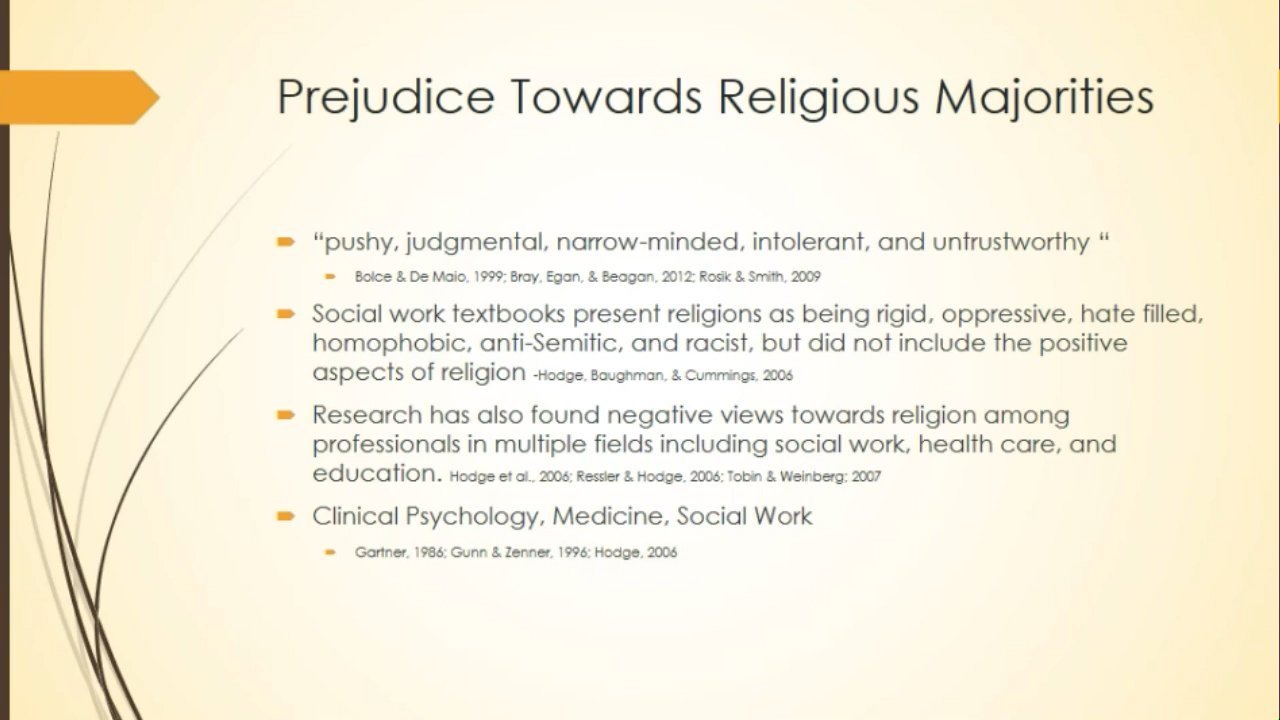 Prejudice Towards Religious Majorities
“pushy, judgmental, narrow-minded, intolerant, and untrustworthy “
Bolce & De Maio, 1999; Bray, Egan, & Beagan, 2012; Rosik & Smith, 2009
Social work textbooks present religions as being rigid, oppressive, hate filled,
homophobic, anti-Semitic, and racist, but did not include the positive
aspects of religion -Hodge, Baughman, & Cummings, 2006
Research has also found negative views towards religion among
professionals in multiple fields including social work, health care, and
education. Hodge et al., 2006; Ressler & Hodge, 2006; Tobin & Weinberg; 2007
Clinical Psychology, Medicine, Social Work
Gartner, 1986; Gunn & Zenner, 1996; Hodge, 2006